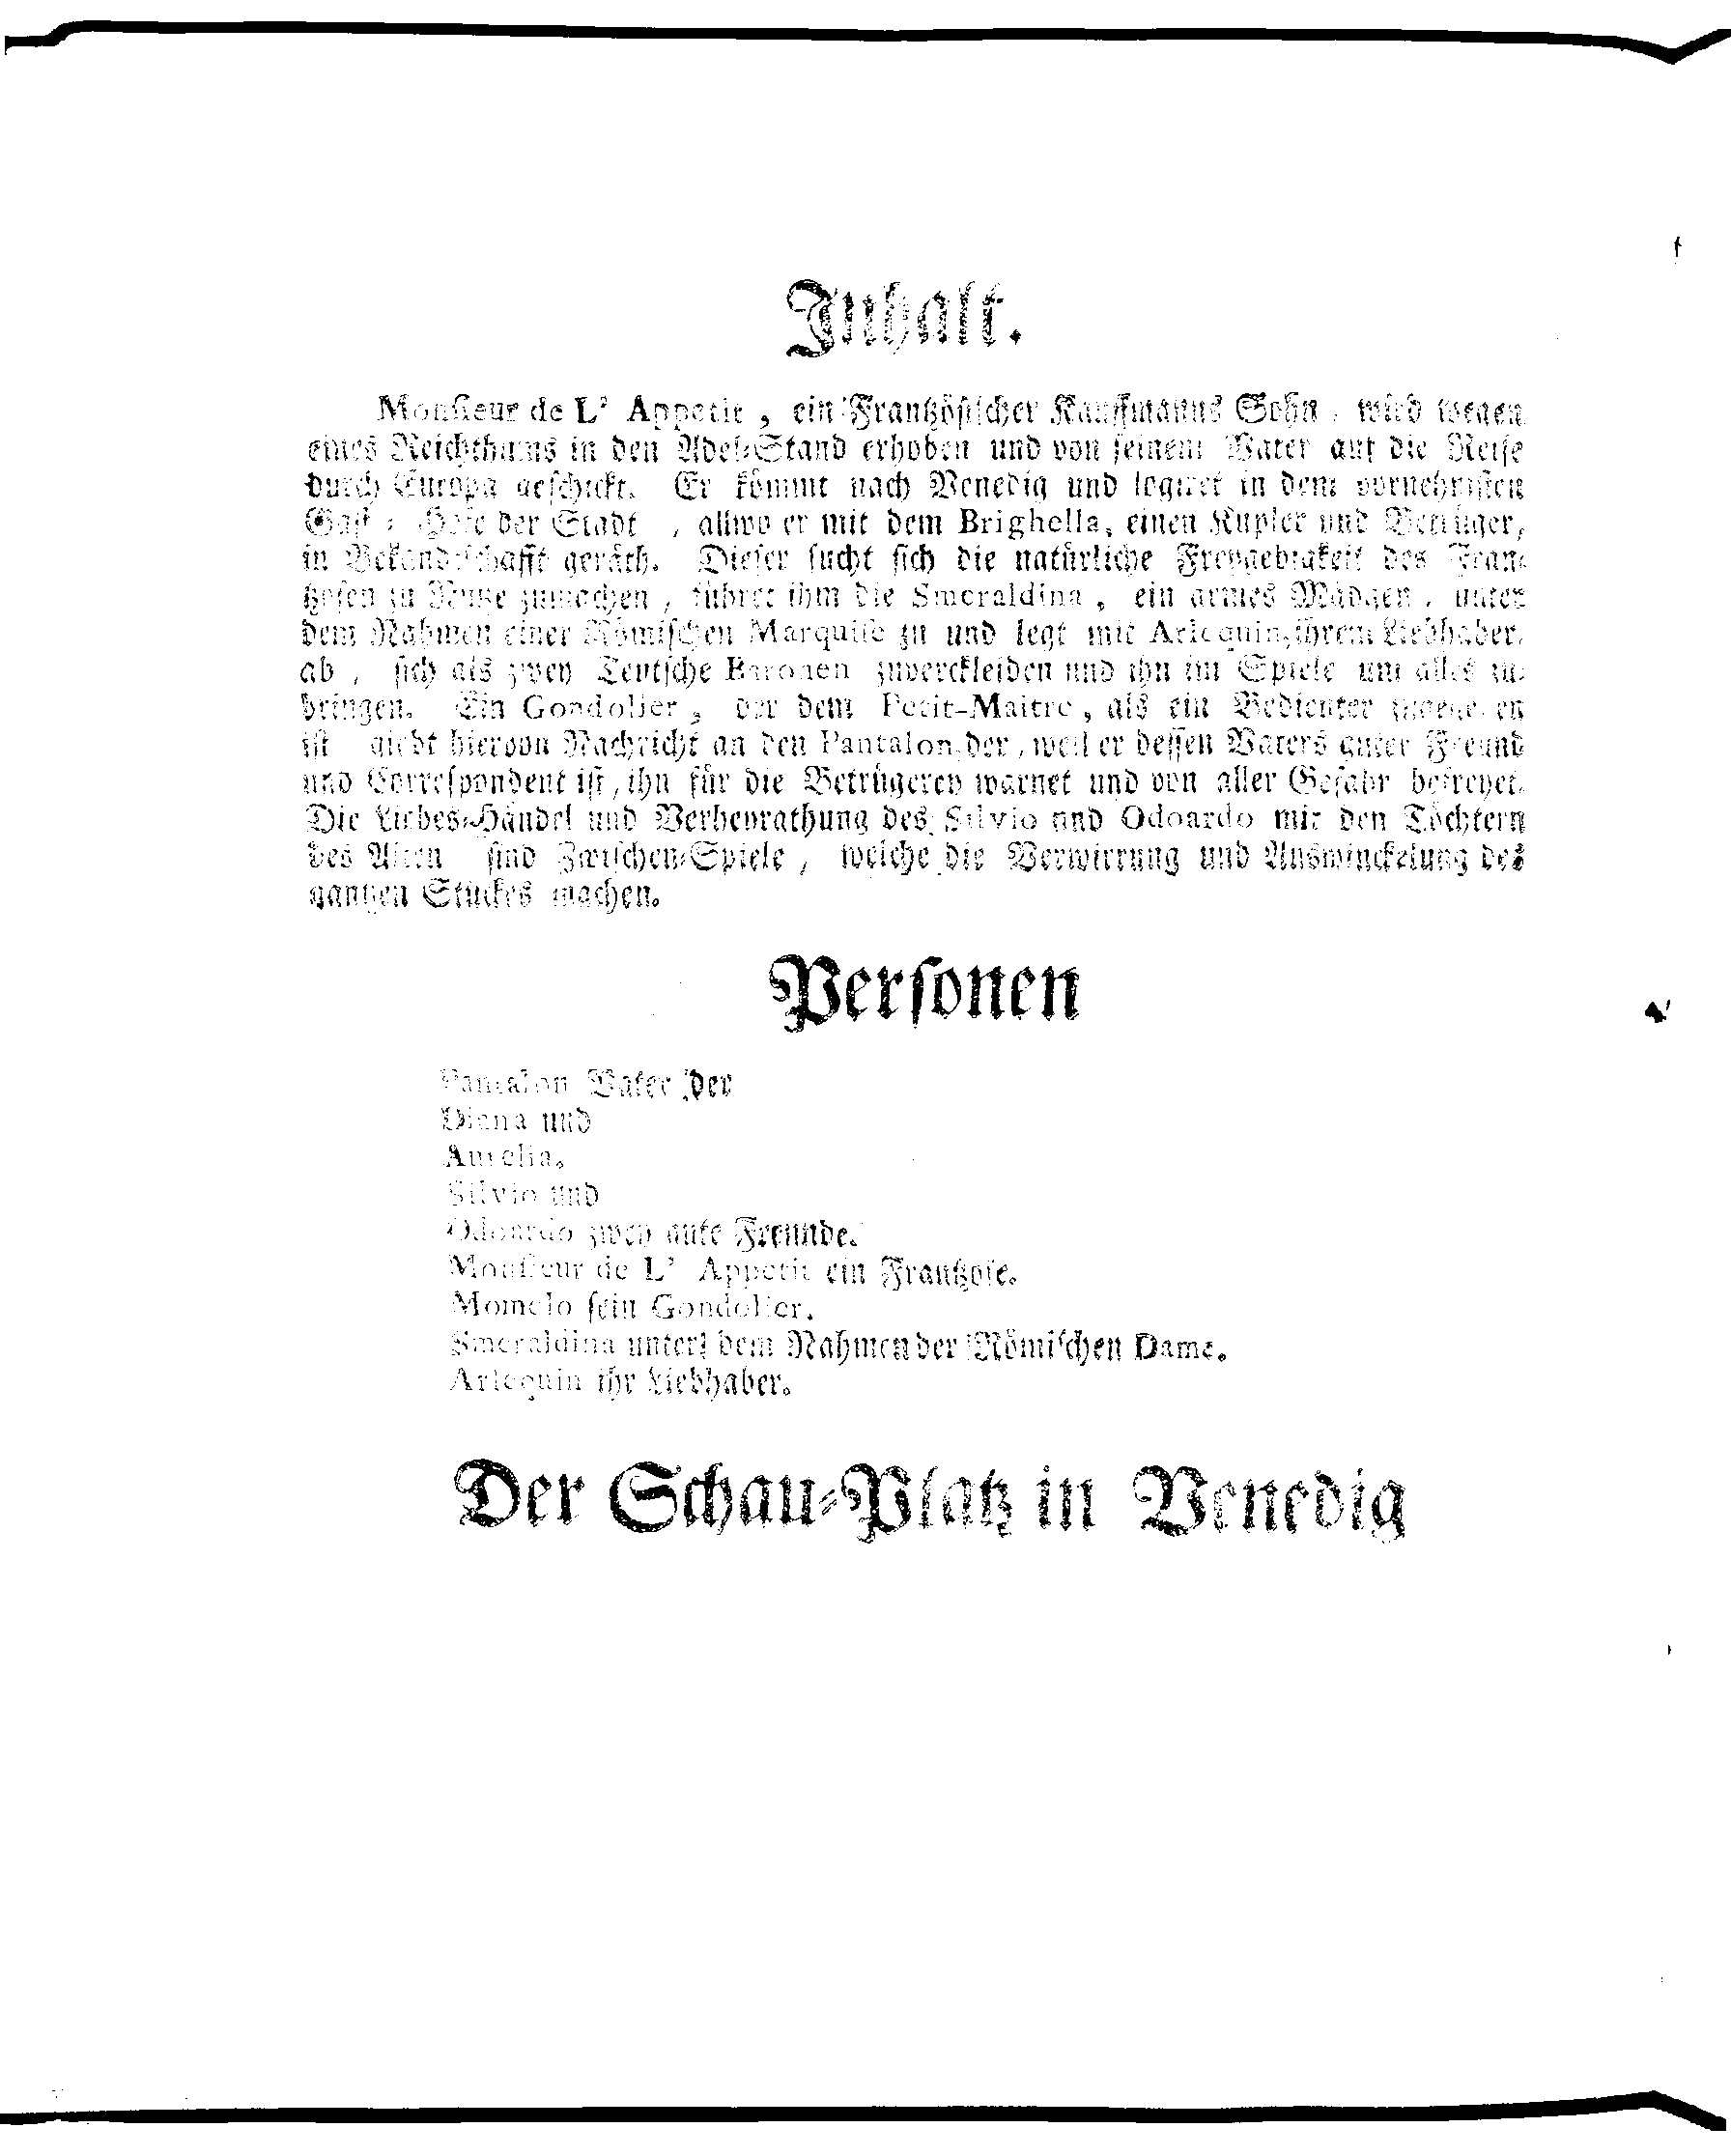 Inhalt.
Monsieur de L' Appetit, ein Frantzösischer Kauffmanns Sohn, wird wegen
eines Reichthums in den Adel-Stand erhoben und von seinem Vater auf die Reise
durch Europa geschickt. Er kömmt nach Venedig und logiret in dem vornehmsten
Gast-Hofe der Stadt, allwo er mit dem Brighella, einen Kupler und Betrüger,
in Bekandschafft geräth. Dieser sucht sich die natürliche Freygebigkeit des Fran-
tzosen zu Nutze zumachen, führet ihm die Smeraldina, ein armes Mädgen, unter
dem Nahmen einer Römischen Marquise zu und legt mit Arlequin, ihrem Liebhaber,
ab, sich als zwey Teutsche Baronen zuverckleiden und ihn im Spiele um alles zu-
bringen. Ein Gondolier, der dem Petit-Maitre, als ein Bedienter zugegeben
ist giebt hiervon Nachricht an den Pantalon, der, weil er dessen Vaters guter Freund
und Correspondent ist, ihn für die Betrügerey warnet und von aller Gefahr befreyet.
Die Liebes-Händel und Verheyrathung des Silvio und Odoardo mit den Töchtern
des Alten sind Zwischen-Spiele, welche die Verwirrung und Auswinckelung des
gantzen Stückes machen.
Personen
Pantalon Vater der
Diana und
Aurelia.
Silvio und
Odoardo zwey gute Freunde.
Monsieur de L' Appetit ein Frantzose.
Momolo sein Gondolier.
Smeraldina unter dem Nahmen der Römischen Dame.
Arlequin ihr Liebhaber.
Der Schau-Platz in Venedig